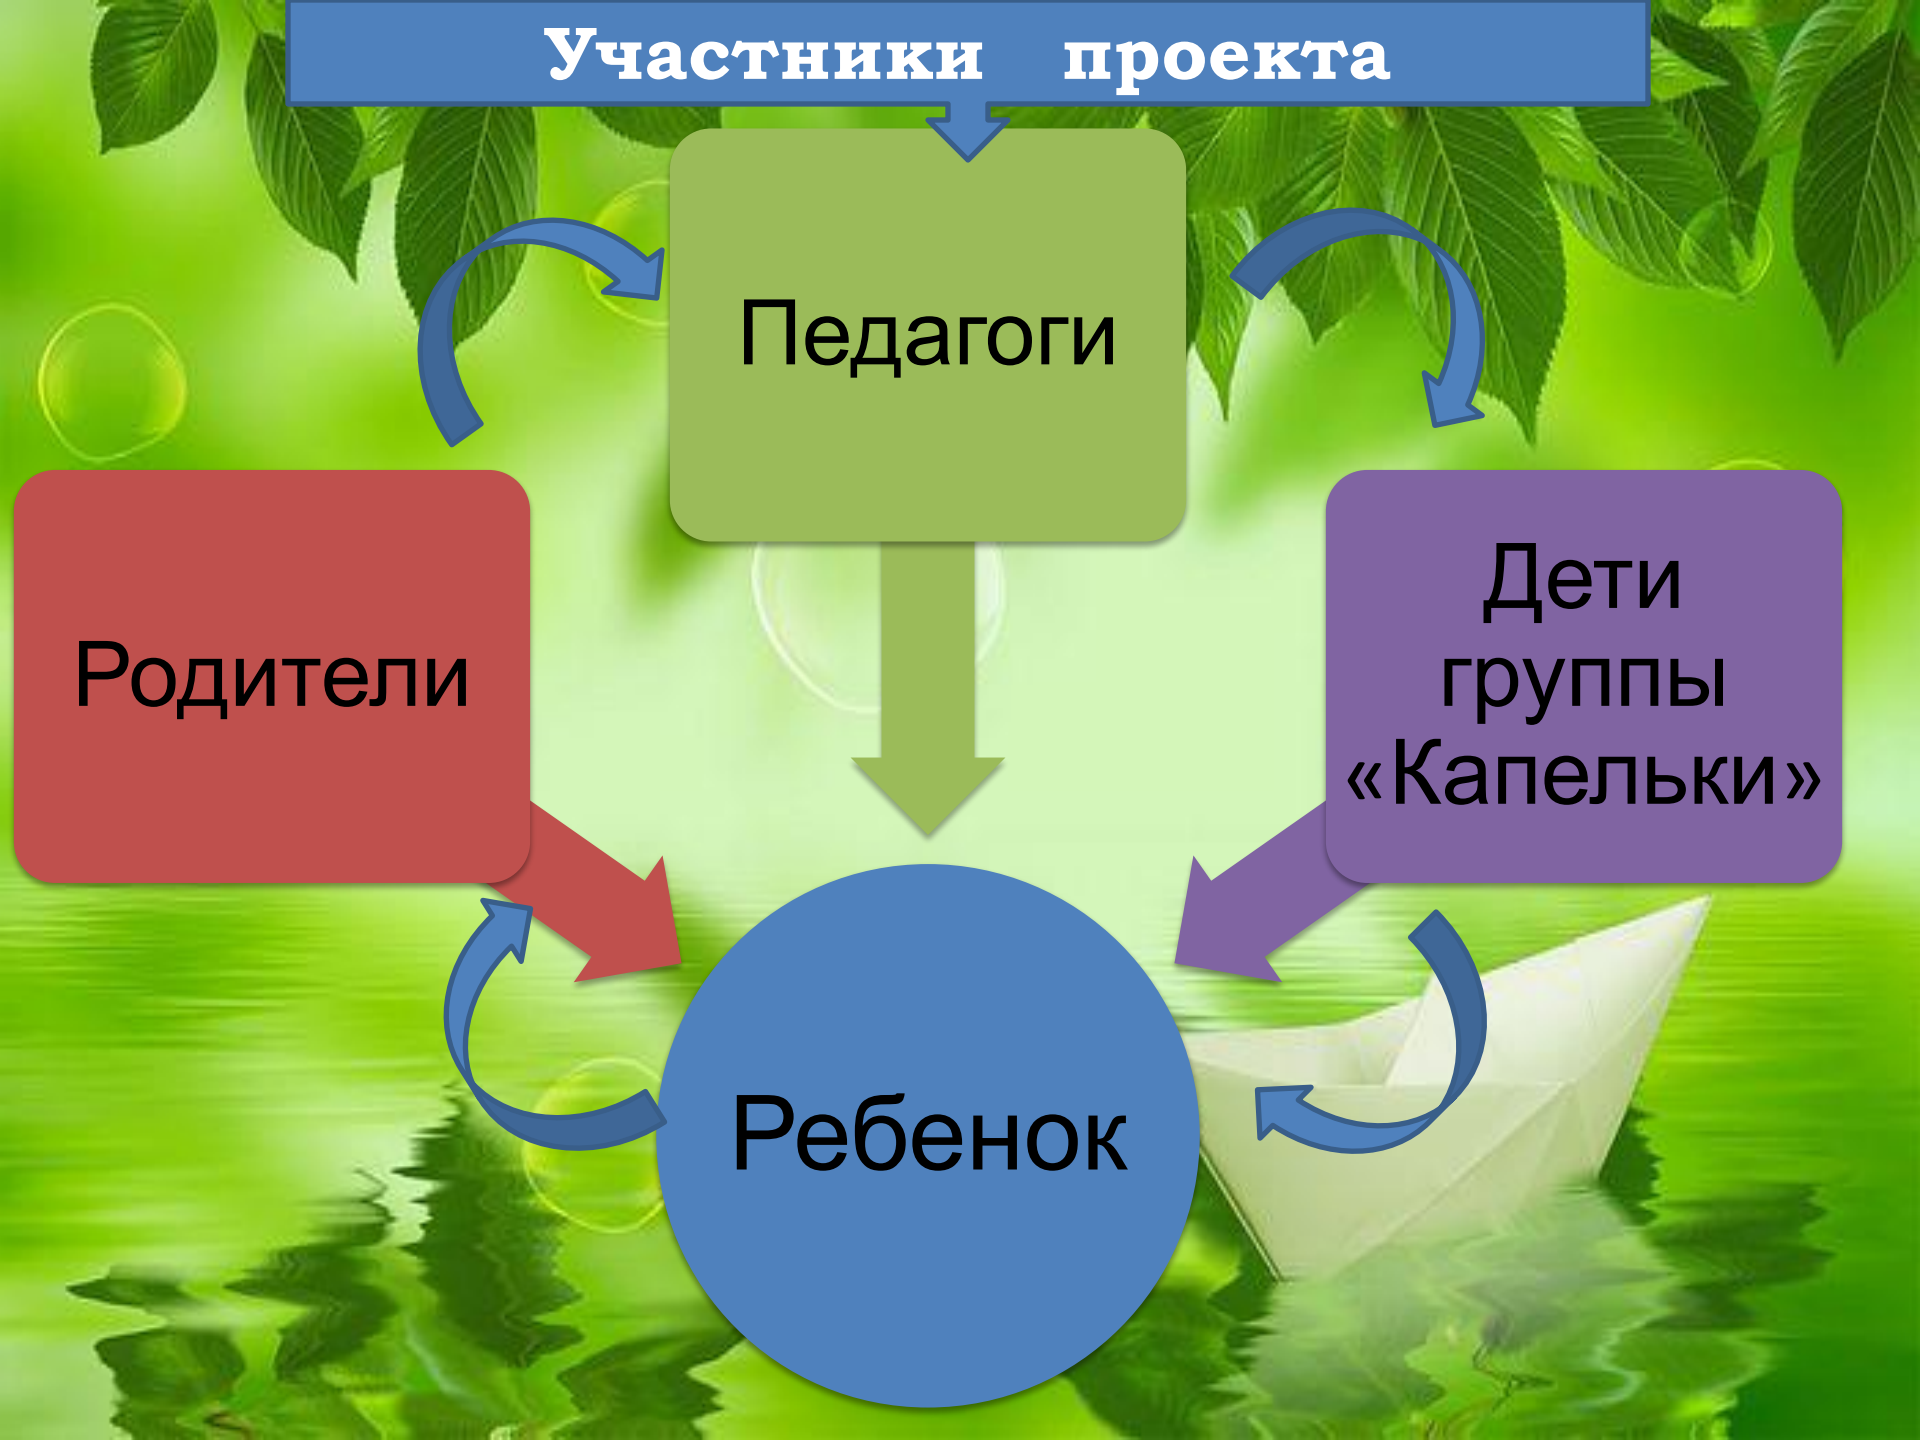 Участники проекта
Педагоги
Родители
Дети
группы
«Капельки»
Ребенок